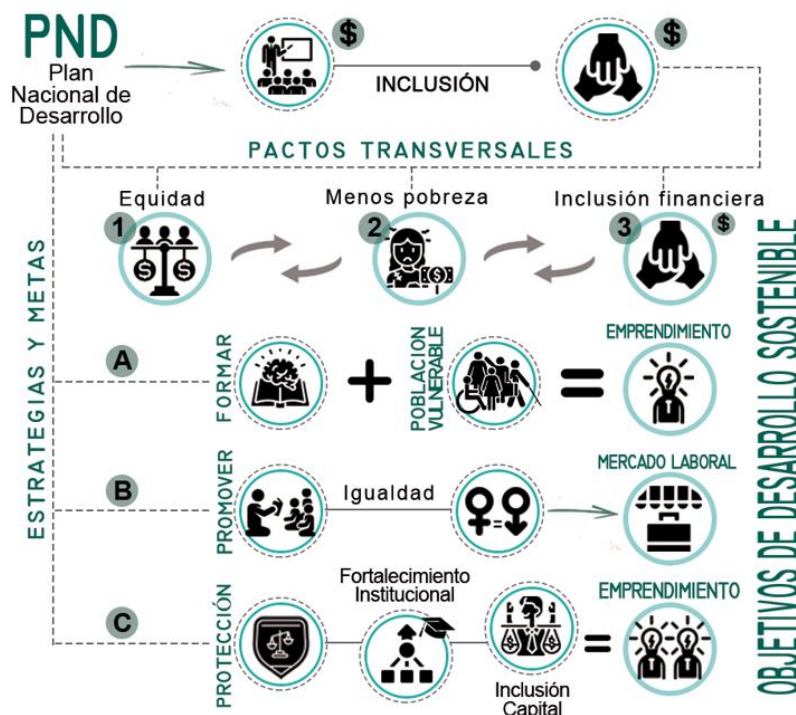 PND
Plan
Nacional de
Desarrollo
$
$
INCLUSIÓN
PACTOS TRANSVERSALES
Equidad
Menos pobreza
Inclusión financiera
1
2
3
$
ESTRATEGIAS Y METAS
OBJETIVOS DE DESARROLLO SOSTENIBLE
A
FORMAR
+
POBLACION
VULNERABLE
=
EMPRENDIMIENTO
B
PROMOVER
Igualdad
MERCADO LABORAL
C
PROTECCIÓN
Fortalecimiento
Institucional
Inclusión
Capital
=
EMPRENDIMIENTO